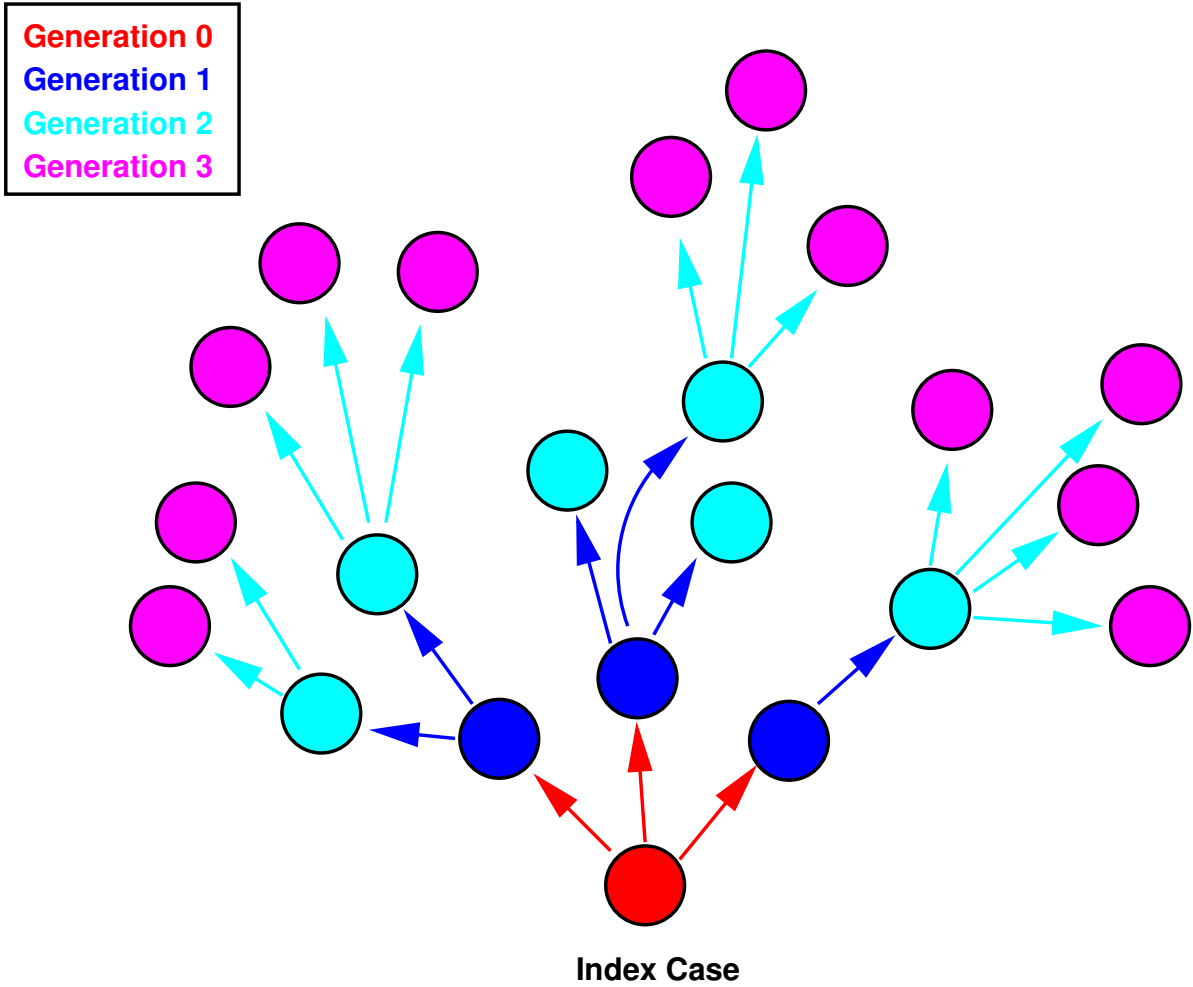 Generation 0
Generation 1
Generation 2
Generation 3
Index Case